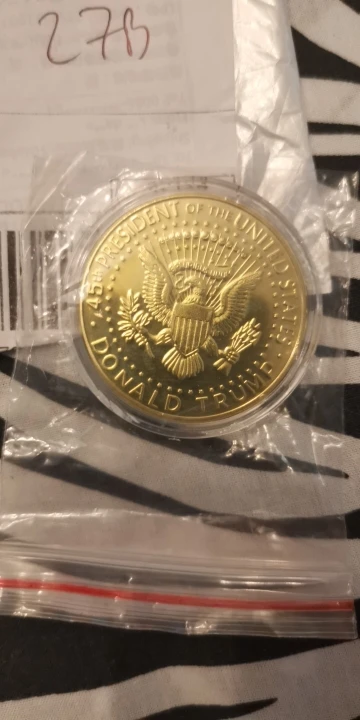 27B
45TH PRESIDENT OF THE UNITED STATES
DONALD TRUMP